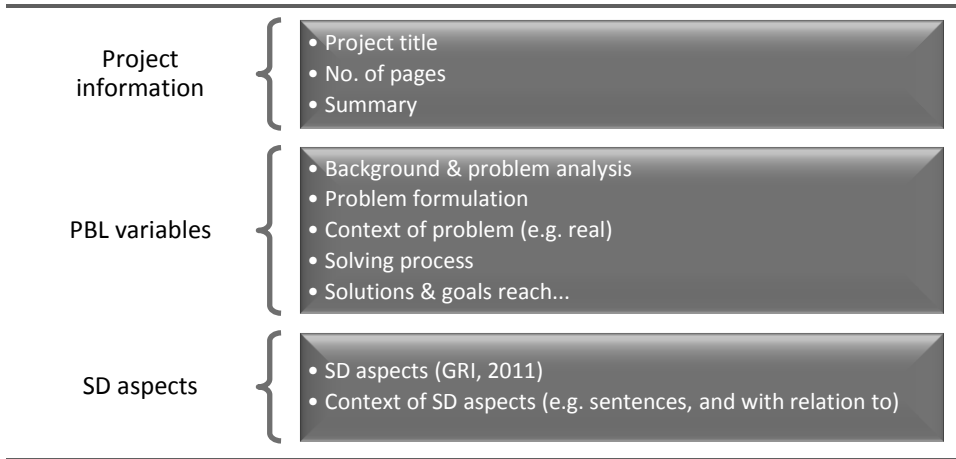 Project
information
• Project title
• No. of pages
• Summary
PBL variables
• Background & problem analysis
• Problem formulation
• Context of problem (e.g. real)
• Solving process
• Solutions & goals reach...
SD aspects
• SD aspects (GRI, 2011)
• Context of SD aspects (e.g. sentences, and with relation to)